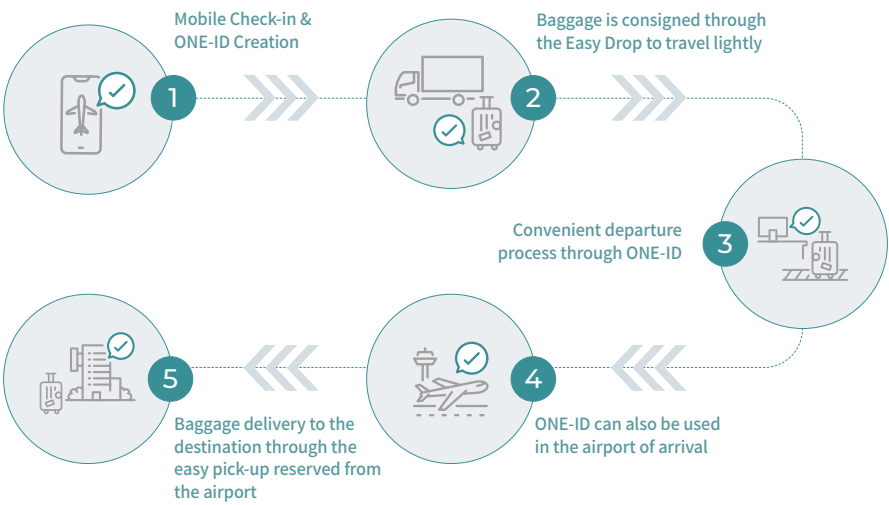 Mobile Check-in &
ONE-ID Creation
1
Baggage is consigned through
the Easy Drop to travel lightly
2
Convenient departure
process through ONE-ID
3
4
ONE-ID can also be used
in the airport of arrival
5
Baggage delivery to the
destination through the
easy pick-up reserved from
the airport